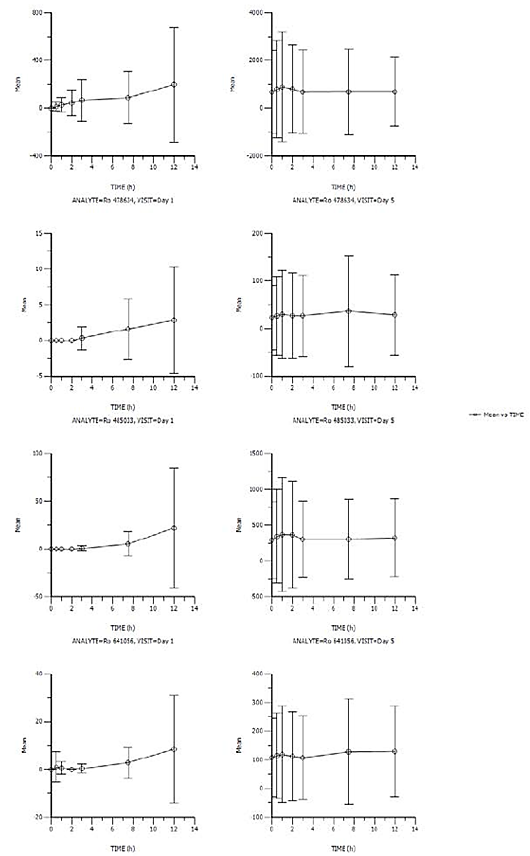 800
400
0
-400
Mean
0 2 4 6 8 10 12 14
TIME (h)
4000
2000
0
-2000
Mean
0 2 4 6 8 10 12 14
TIME (h)
ANALYTE=Ro 478634, VISIT=Day 1
ANALYTE=Ro 478634, VISIT=Day 5
15
10
5
0
-5
Mean
0 2 4 6 8 10 12 14
TIME (h)
200
100
0
-100
Mean
0 2 4 6 8 10 12 14
TIME (h)
Mean vs TIME
ANALYTE=Ro 485033, VISIT=Day 1
ANALYTE=Ro 485033, VISIT=Day 5
100
50
0
-50
Mean
0 2 4 6 8 10 12 14
TIME (h)
1500
1000
500
0
500
Mean
0 2 4 6 8 10 12 14
TIME (h)
ANALYTE=Ro 641056, VISIT=Day 1
ANALYTE=Ro 641056, VISIT=Day 5
40
20
0
-20
Mean
0 2 4 6 8 10 12 14
TIME (h)
400
300
200
100
0
-100
Mean
0 2 4 6 8 10 12 14
TIME (h)